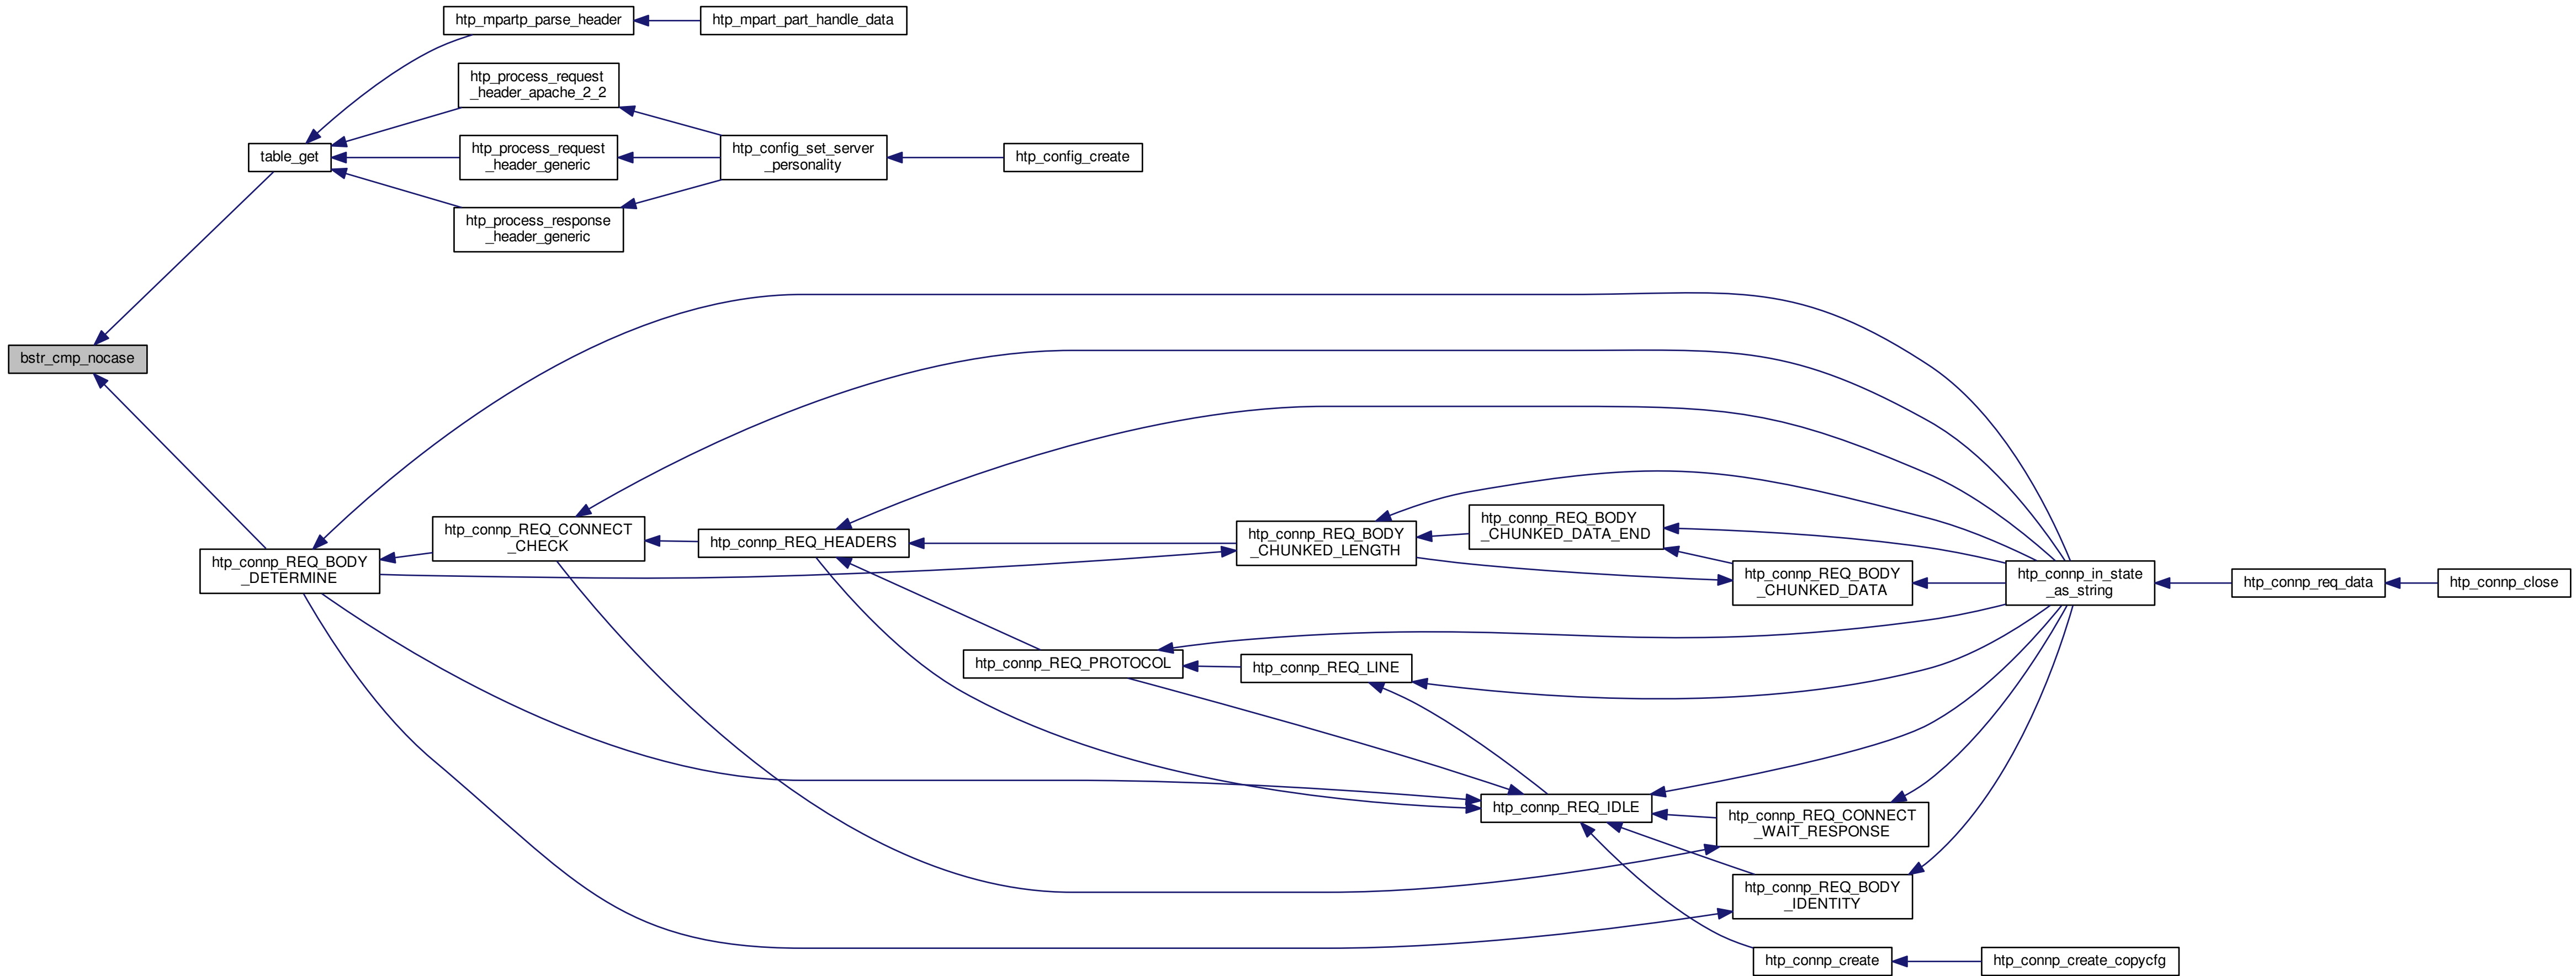 htp_mpartp_parse_header
htp_mpart_part_handle_data
htp_process_request
_header_apache_2_2
table_get
htp_process_request
_header_generic
htp_config_set_server
_personality
htp_config_create
htp_process_response
_header_generic
bstr_cmp_nocase
htp_connp_REQ_BODY
_DETERMINE
htp_connp_REQ_CONNECT
_CHECK
htp_connp_REQ_HEADERS
htp_connp_REQ_BODY
_CHUNKED_LENGTH
htp_connp_REQ_BODY
_CHUNKED_DATA_END
htp_connp_REQ_BODY
_CHUNKED_DATA
htp_connp_in_state
_as_string
htp_connp_req_data
htp_connp_close
htp_connp_REQ_PROTOCOL
htp_connp_REQ_LINE
htp_connp_REQ_IDLE
htp_connp_REQ_CONNECT
_WAIT_RESPONSE
htp_connp_REQ_BODY
_IDENTITY
htp_connp_create
htp_connp_create_copycfg